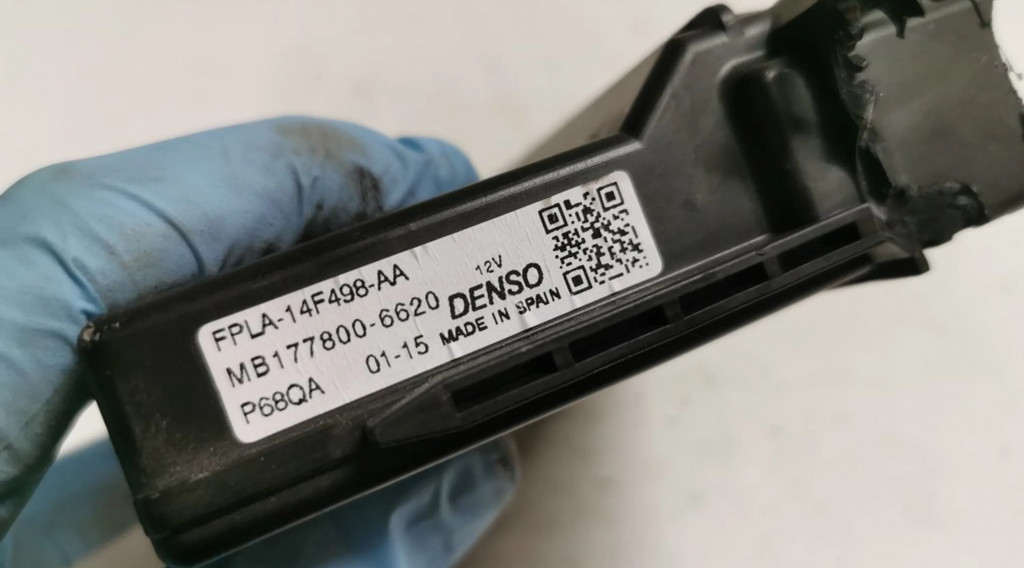 FPLA-14F498-AA
12V
MB177800-6620 DENSO
P68QA 01-15 MADE IN SPAIN